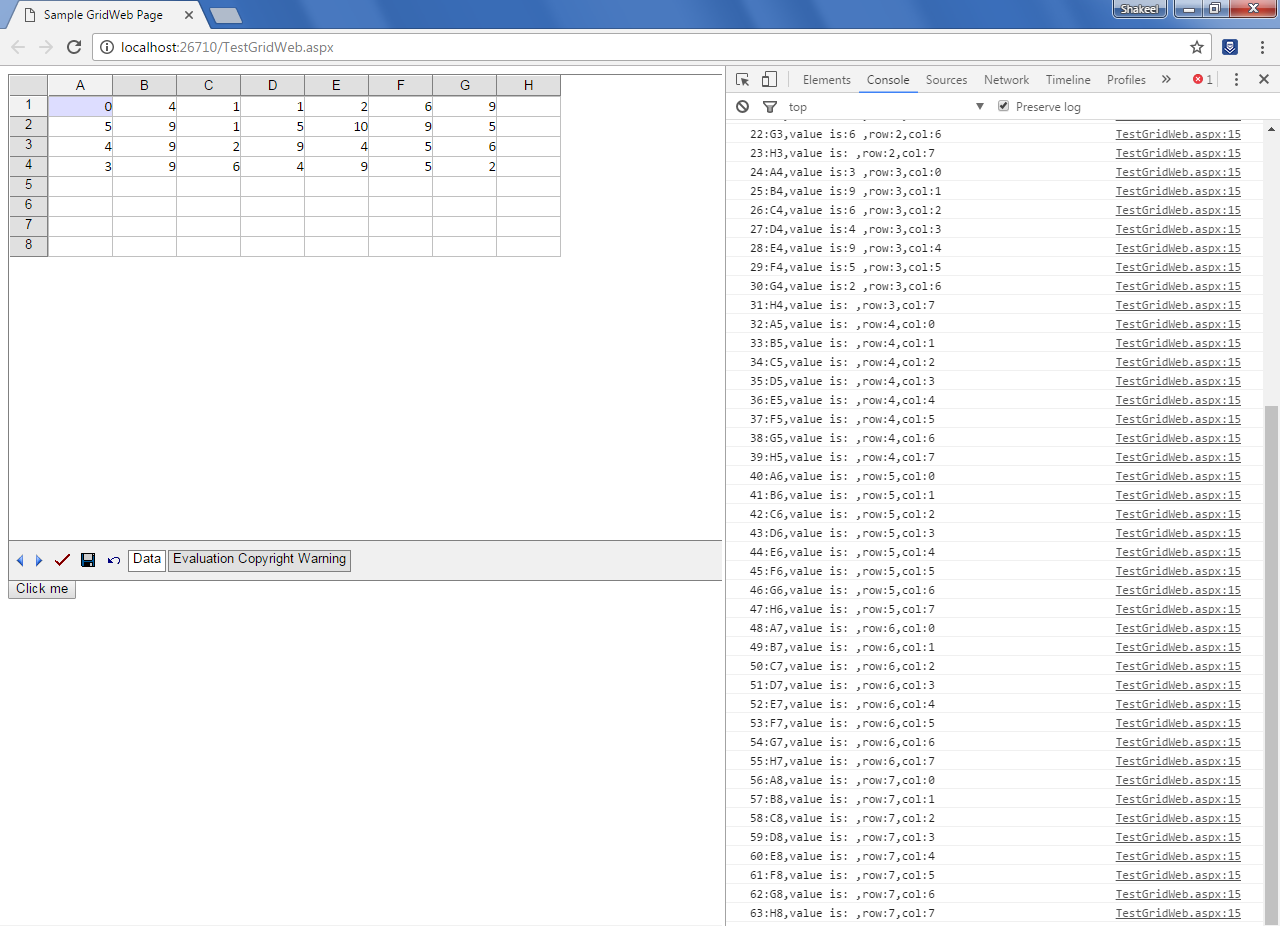 Sample GridWeb Page
Shakeel
localhost:26710/TestGridWeb.aspx
A B C D E F G H
1 0 4 1 1 2 6 9
2 5 9 1 5 10 9 5
3 4 9 2 9 4 5 6
4 3 9 6 4 9 5 2
5
6
7
8
Data Evaluation Copyright Warning
Click me
Elements Console Sources Network Timeline Profiles » 1
top Preserve log
22:G3,value is:6 ,row:2,col:6 TestGridWeb.aspx:15
23:H3,value is: ,row:2,col:7 TestGridWeb.aspx:15
24:A4,value is:3 ,row:3,col:0 TestGridWeb.aspx:15
25:B4,value is:9 ,row:3,col:1 TestGridWeb.aspx:15
26:C4,value is:6 ,row:3,col:2 TestGridWeb.aspx:15
27:D4,value is:4 ,row:3,col:3 TestGridWeb.aspx:15
28:E4,value is:9 ,row:3,col:4 TestGridWeb.aspx:15
29:F4,value is:5 ,row:3,col:5 TestGridWeb.aspx:15
30:G4,value is:2 ,row:3,col:6 TestGridWeb.aspx:15
31:H4,value is: ,row:3,col:7 TestGridWeb.aspx:15
32:A5,value is: ,row:4,col:0 TestGridWeb.aspx:15
33:B5,value is: ,row:4,col:1 TestGridWeb.aspx:15
34:C5,value is: ,row:4,col:2 TestGridWeb.aspx:15
35:D5,value is: ,row:4,col:3 TestGridWeb.aspx:15
36:E5,value is: ,row:4,col:4 TestGridWeb.aspx:15
37:F5,value is: ,row:4,col:5 TestGridWeb.aspx:15
38:G5,value is: ,row:4,col:6 TestGridWeb.aspx:15
39:H5,value is: ,row:4,col:7 TestGridWeb.aspx:15
40:A6,value is: ,row:5,col:0 TestGridWeb.aspx:15
41:B6,value is: ,row:5,col:1 TestGridWeb.aspx:15
42:C6,value is: ,row:5,col:2 TestGridWeb.aspx:15
43:D6,value is: ,row:5,col:3 TestGridWeb.aspx:15
44:E6,value is: ,row:5,col:4 TestGridWeb.aspx:15
45:F6,value is: ,row:5,col:5 TestGridWeb.aspx:15
46:G6,value is: ,row:5,col:6 TestGridWeb.aspx:15
47:H6,value is: ,row:5,col:7 TestGridWeb.aspx:15
48:A7,value is: ,row:6,col:0 TestGridWeb.aspx:15
49:B7,value is: ,row:6,col:1 TestGridWeb.aspx:15
50:C7,value is: ,row:6,col:2 TestGridWeb.aspx:15
51:D7,value is: ,row:6,col:3 TestGridWeb.aspx:15
52:E7,value is: ,row:6,col:4 TestGridWeb.aspx:15
53:F7,value is: ,row:6,col:5 TestGridWeb.aspx:15
54:G7,value is: ,row:6,col:6 TestGridWeb.aspx:15
55:H7,value is: ,row:6,col:7 TestGridWeb.aspx:15
56:A8,value is: ,row:7,col:0 TestGridWeb.aspx:15
57:B8,value is: ,row:7,col:1 TestGridWeb.aspx:15
58:C8,value is: ,row:7,col:2 TestGridWeb.aspx:15
59:D8,value is: ,row:7,col:3 TestGridWeb.aspx:15
60:E8,value is: ,row:7,col:4 TestGridWeb.aspx:15
61:F8,value is: ,row:7,col:5 TestGridWeb.aspx:15
62:G8,value is: ,row:7,col:6 TestGridWeb.aspx:15
63:H8,value is: ,row:7,col:7 TestGridWeb.aspx:15